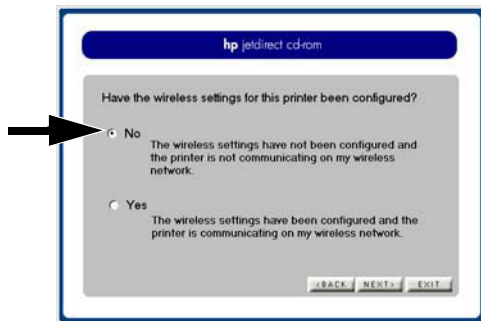 hp jetdirect cd-rom
Have the wireless settings for this printer been configured?
No
The wireless settings have not been configured and
the printer is not communicating on my wireless
network.
Yes
The wireless settings have been configured and the
printer is communicating on my wireless network.
<BACK NEXT> EXIT